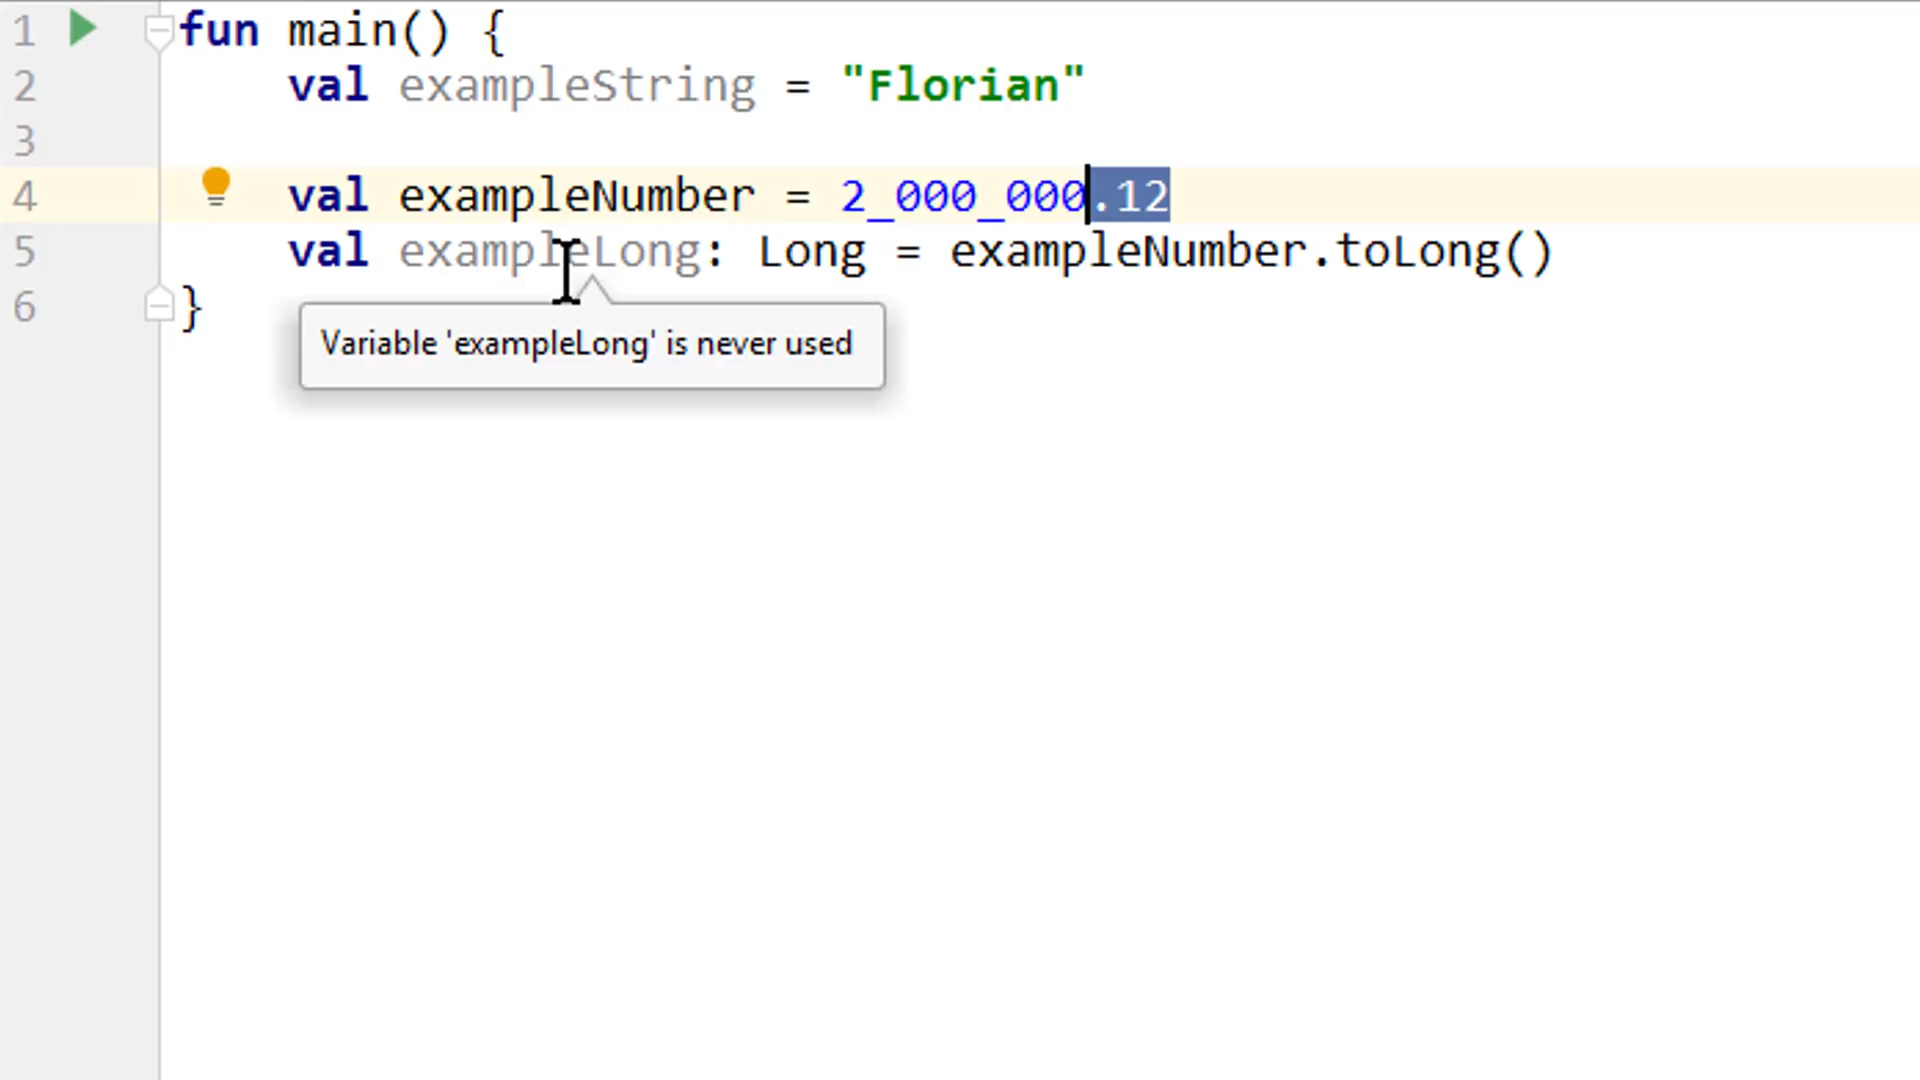 1 fun main() {
2 val exampleString = "Florian"
3
4 val exampleNumber = 2_000_000.12
5 val exampleLong: Long = exampleNumber.toLong()
6 }
Variable 'exampleLong' is never used